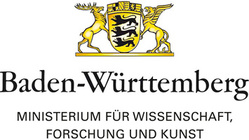 Baden-Württemberg
MINISTERIUM FÜR WISSENSCHAFT,
FORSCHUNG UND KUNST